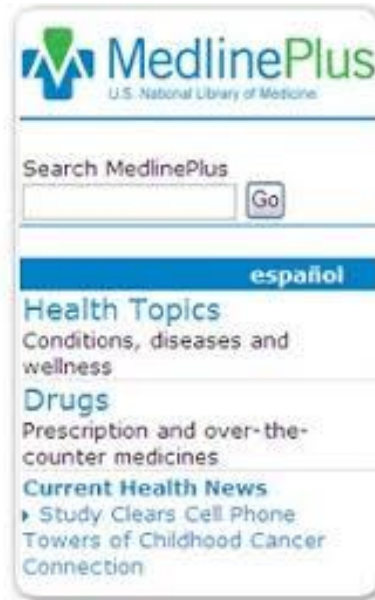 MedlinePlus
U.S. National Library of Medicine
Search MedlinePlus
Go
español
Health Topics
Conditions, diseases and
wellness
Drugs
Prescription and over-the-
counter medicines
Current Health News
Study Clears Cell Phone
Towers of Childhood Cancer
Connection